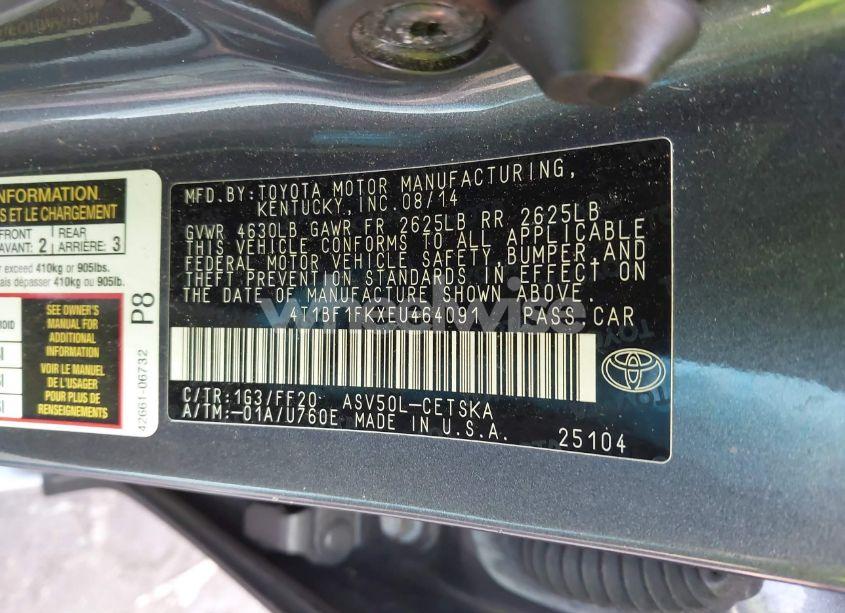 INFORMATION
S ET LE CHARGEMENT
FRONT
AVANT: 2
REAR
ARRIÈRE: 3
r exceed 410kg or 905lbs.
ais dépasser 410kg ou 905lb.
SEE OWNER'S
MANUAL FOR
ADDITIONAL
INFORMATION
VOIR LE MANUEL
DE L'USAGER
POUR PLUS DE
RENSEIGNEMENTS
P8
42661-06732
MFD.BY:TOYOTA MOTOR MANUFACTURING,
KENTUCKY,INC.08/14
GVWR 4630LB GAWR FR 2625LB RR 2625LB
THIS VEHICLE CONFORMS TO ALL APPLICABLE
FEDERAL MOTOR VEHICLE SAFETY,BUMPER,AND
THEFT PREVENTION STANDARDS IN EFFECT ON
THE DATE OF MANUFACTURE SHOWN ABOVE.
4T1BF1FKXEU464091 PASS CAR
C/TR:1G3/FF20 ASV50L-CETSKA
A/TM:-01A/U760E MADE IN U.S.A.
25104
wheelwize